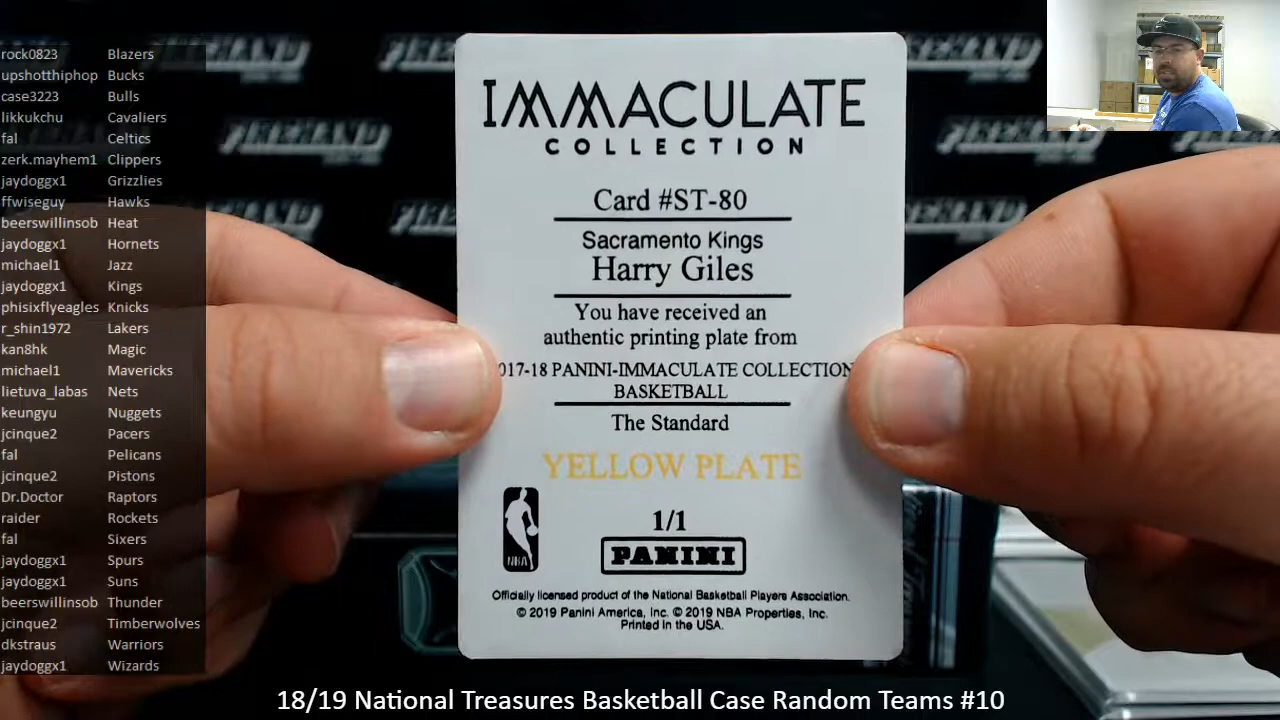 rock0823 Blazers
upshotthiphop Bucks
case3223 Bulls
likkukchu Cavaliers
fal Celtics
zerk.mayhem1 Clippers
jaydoggx1 Grizzlies
ffwiseguy Hawks
beerswillinsob Heat
jaydoggx1 Hornets
michael1 Jazz
jaydoggx1 Kings
phisixflyeagles Knicks
r_shin1972 Lakers
kan8hk Magic
michael1 Mavericks
lietuva_labas Nets
keungyu Nuggets
jcinque2 Pacers
fal Pelicans
jcinque2 Pistons
Dr.Doctor Raptors
raider Rockets
fal Sixers
jaydoggx1 Spurs
jaydoggx1 Suns
beerswillinsob Thunder
jcinque2 Timberwolves
dkstraus Warriors
jaydoggx1 Wizards
IMMACULATE
COLLECTION
Card #ST-80
Sacramento Kings
Harry Giles
You have received an
authentic printing plate from
017-18 PANINI-IMMACULATE COLLECTION
BASKETBALL
The Standard
YELLOW PLATE
1/1
NBA
PANINI
Officially licensed product of the National Basketball Players Association.
© 2019 Panini America, Inc. © 2019 NBA Properties, Inc.
Printed in the USA.
18/19 National Treasures Basketball Case Random Teams #10